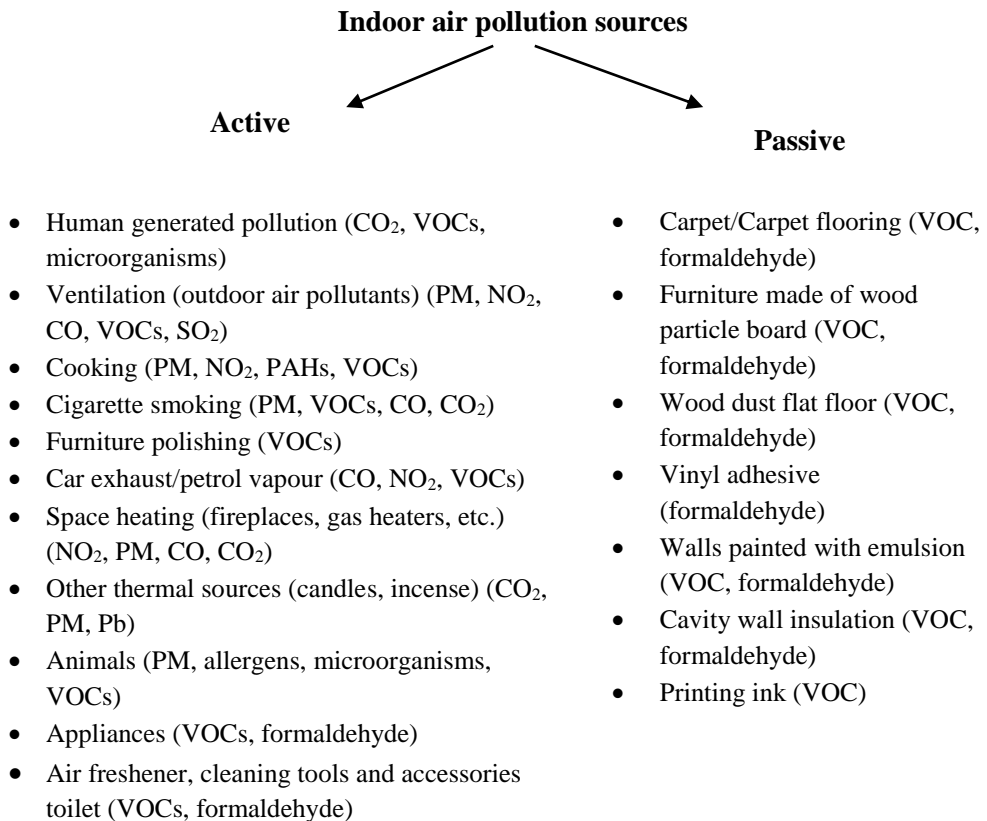 Indoor air pollution sources
Active
• Human generated pollution (CO₂, VOCs,
microorganisms)
• Ventilation (outdoor air pollutants) (PM, NO₂,
CO, VOCs, SO₂)
• Cooking (PM, NO₂, PAHs, VOCs)
• Cigarette smoking (PM, VOCs, CO, CO₂)
• Furniture polishing (VOCs)
• Car exhaust/petrol vapour (CO, NO₂, VOCs)
• Space heating (fireplaces, gas heaters, etc.)
(NO₂, PM, CO, CO₂)
• Other thermal sources (candles, incense) (CO₂,
PM, Pb)
• Animals (PM, allergens, microorganisms,
VOCs)
• Appliances (VOCs, formaldehyde)
• Air freshener, cleaning tools and accessories
toilet (VOCs, formaldehyde)
Passive
• Carpet/Carpet flooring (VOC,
formaldehyde)
• Furniture made of wood
particle board (VOC,
formaldehyde)
• Wood dust flat floor (VOC,
formaldehyde)
• Vinyl adhesive
(formaldehyde)
• Walls painted with emulsion
(VOC, formaldehyde)
• Cavity wall insulation (VOC,
formaldehyde)
• Printing ink (VOC)